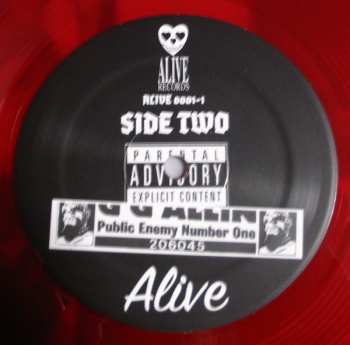 ALIVE
RECORDS
ALIVE 0001-1
SIDE TWO
PARENTAL
ADVISORY
EXPLICIT CONTENT
G G ALLIN
Public Enemy Number One
206045
Alive